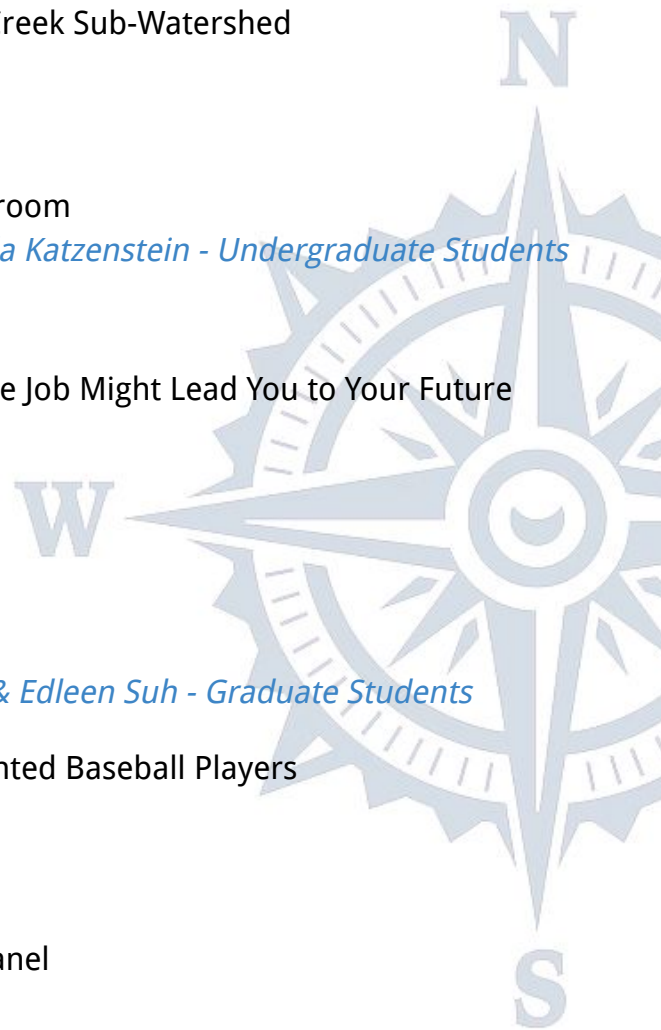 reek Sub-Watershed
N
room
a Katzenstein - Undergraduate Students
e Job Might Lead You to Your Future
W
& Edleen Suh - Graduate Students
nted Baseball Players
anel
S